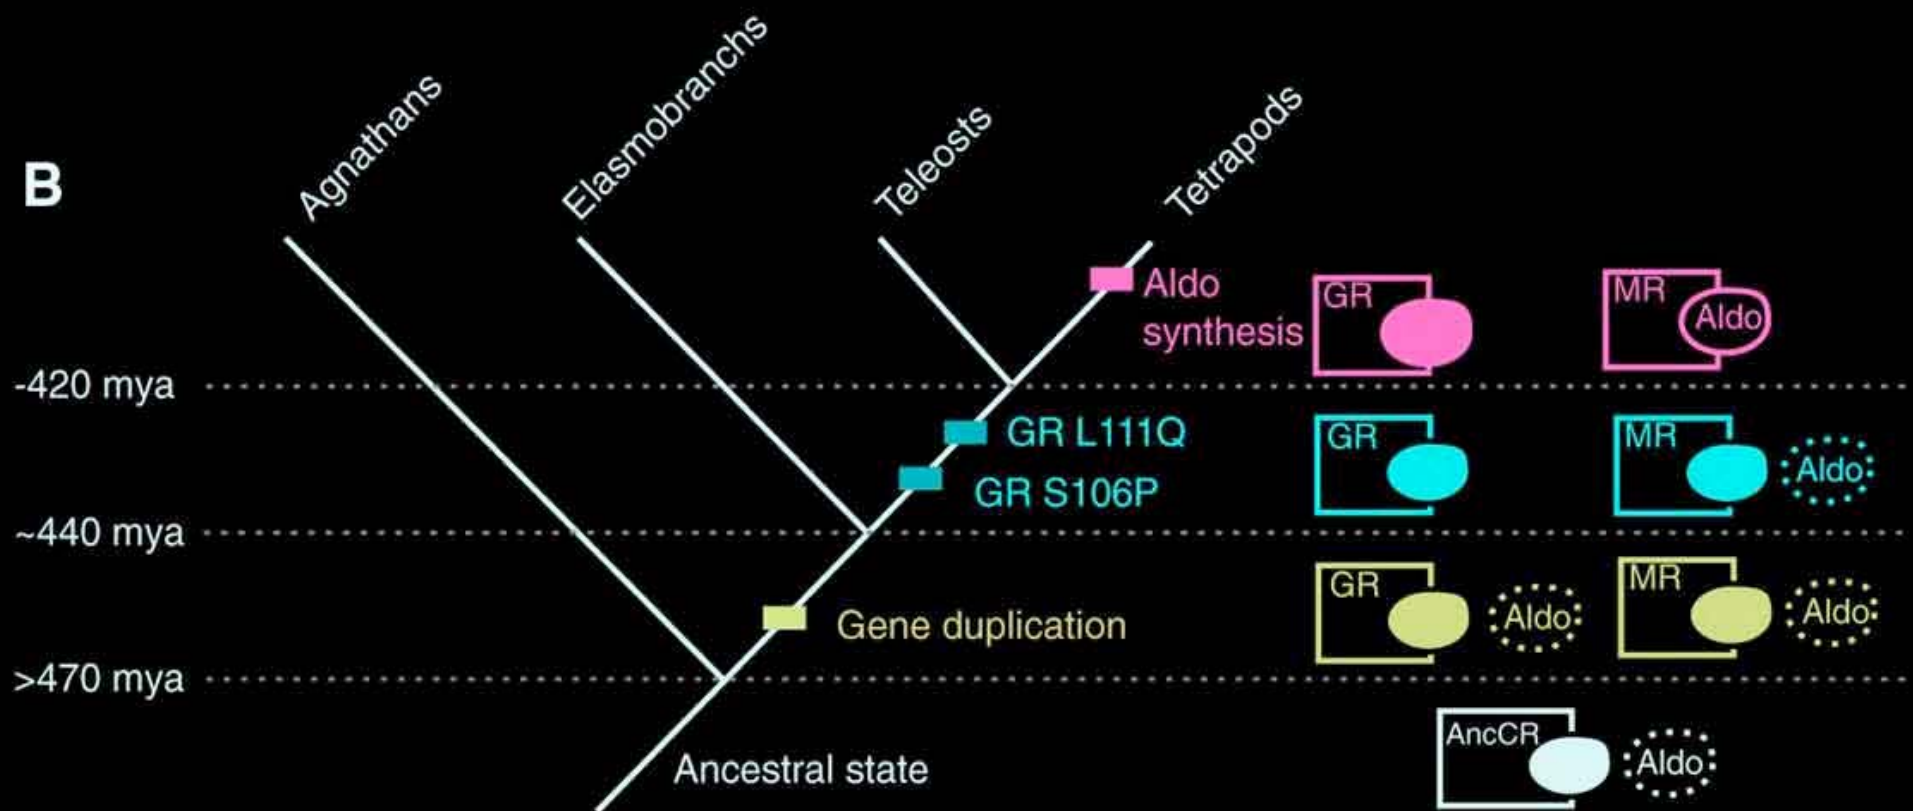 B
Agnathans
Elasmobranchs
Teleosts
Tetrapods
Aldo
synthesis
GR
MR
Aldo
-420 mya
GR L111Q
GR S106P
GR
MR
Aldo
~440 mya
Gene duplication
GR
Aldo
MR
Aldo
>470 mya
Ancestral state
AncCR
Aldo